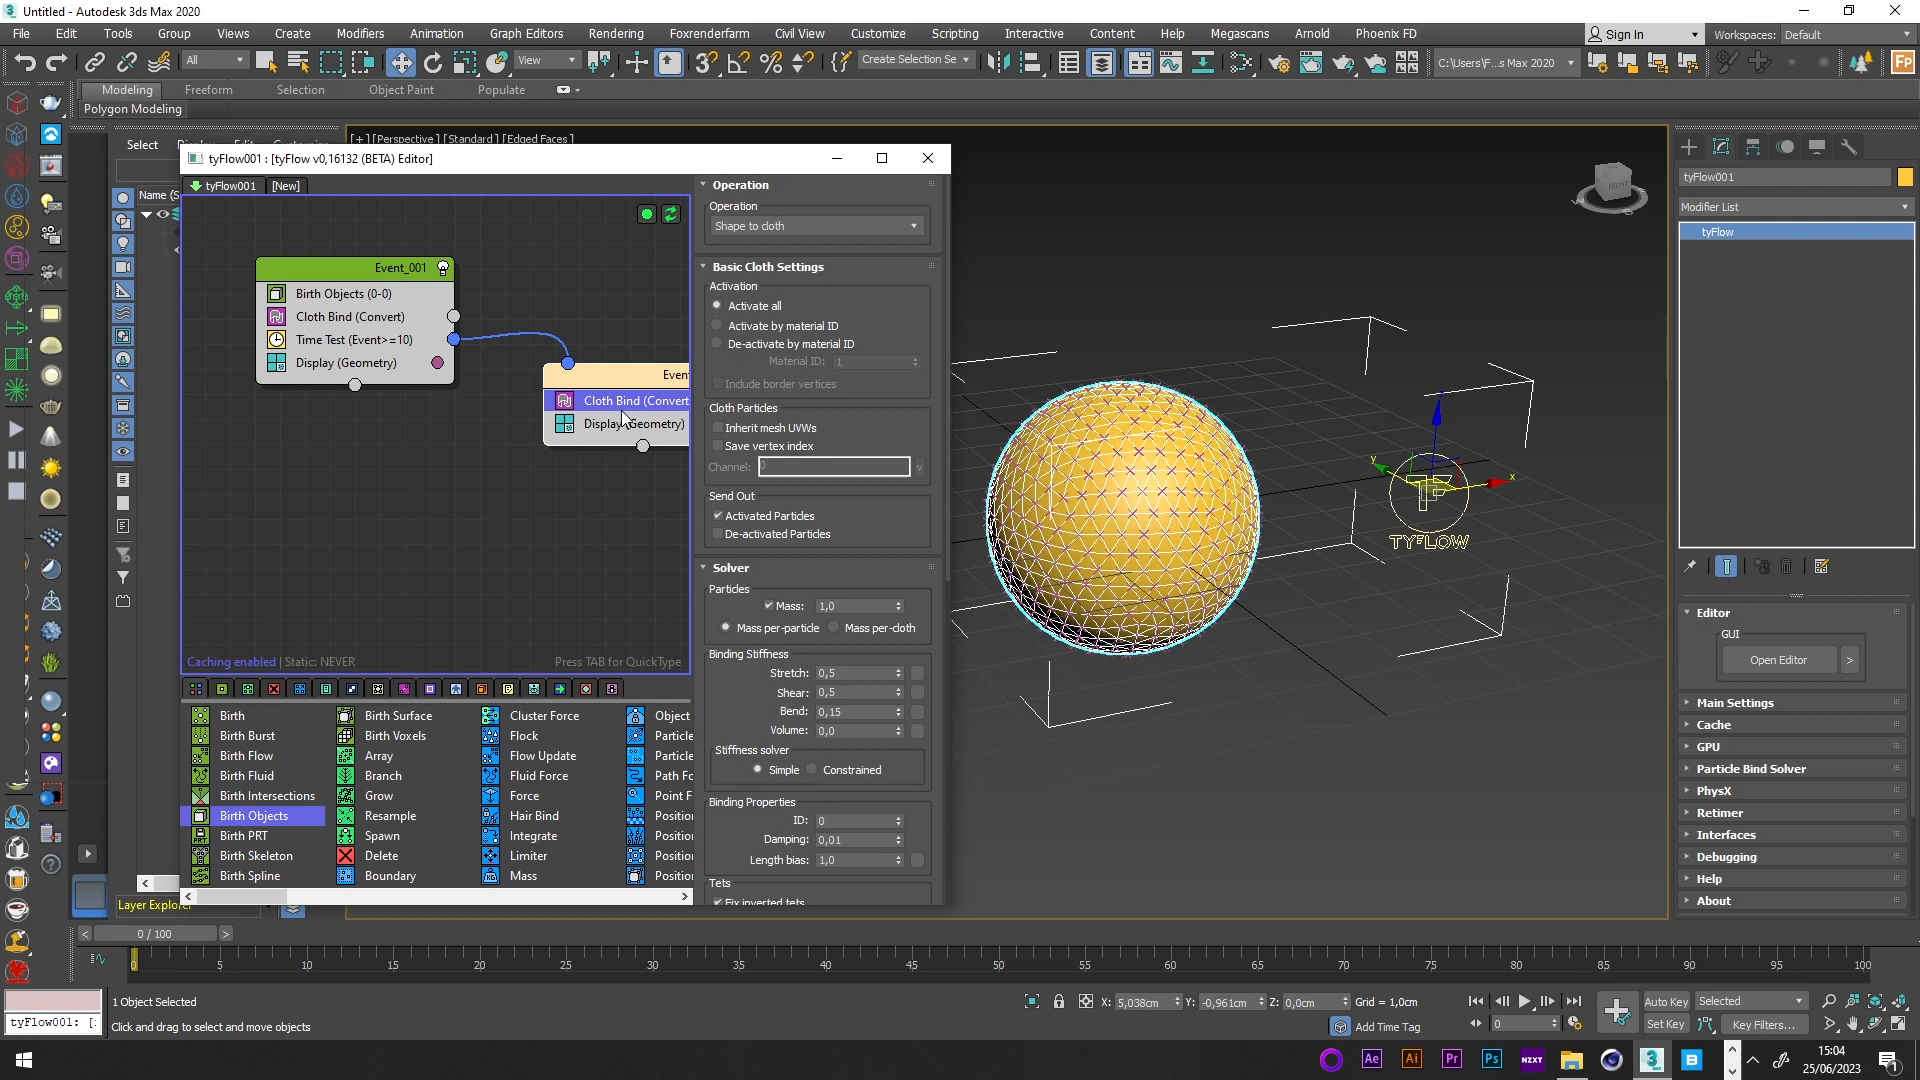 Untitled - Autodesk 3ds Max 2020
File Edit Tools Group Views Create Modifiers Animation Graph Editors Rendering Foxrenderfarm Civil View Customize Scripting Interactive Content Help Megascans Arnold Phoenix FD
Sign In Workspaces: Default
All View Create Selection Se C:\Users\F...s Max 2020
Modeling Freeform Selection Object Paint Populate
Polygon Modeling
Select
[+] [Perspective] [Standard] [Edged Faces]
tyFlow001 : [tyFlow v0,16132 (BETA) Editor]
tyFlow001 [New]
Name (S
Event_001
Birth Objects (0-0)
Cloth Bind (Convert)
Time Test (Event>=10)
Display (Geometry)
Even
Cloth Bind (Convert
Display (Geometry)
Caching enabled | Static: NEVER
Press TAB for QuickType
Birth
Birth Burst
Birth Flow
Birth Fluid
Birth Intersections
Birth Objects
Birth PRT
Birth Skeleton
Birth Spline
Birth Surface
Birth Voxels
Array
Branch
Grow
Resample
Spawn
Delete
Boundary
Cluster Force
Flock
Flow Update
Fluid Force
Force
Hair Bind
Integrate
Limiter
Mass
Object
Particle
Particle
Path Fo
Point F
Positio
Positio
Positio
Positio
Operation
Operation
Shape to cloth
Basic Cloth Settings
Activation
Activate all
Activate by material ID
De-activate by material ID
Material ID: 1
Include border vertices
Cloth Particles
Inherit mesh UVWs
Save vertex index
Channel: 0
Send Out
Activated Particles
De-activated Particles
Solver
Particles
Mass: 1,0
Mass per-particle Mass per-cloth
Binding Stiffness
Stretch: 0,5
Shear: 0,5
Bend: 0,15
Volume: 0,0
Stiffness solver
Simple Constrained
Binding Properties
ID: 0
Damping: 0,01
Length bias: 1,0
Tets
Fix inverted tets
FRONT
x
y
TYFLOW
tyFlow001
Modifier List
tyFlow
Editor
GUI
Open Editor >
Main Settings
Cache
GPU
Particle Bind Solver
PhysX
Retimer
Interfaces
Debugging
Help
About
Layer Explorer
< 0 / 100 >
0 5 10 15 20 25 30 35 40 45 50 55 60 65 70 75 80 85 90 95 100
tyFlow001: [:
1 Object Selected
Click and drag to select and move objects
X: 5,038cm Y: -0,961cm Z: 0,0cm Grid = 1,0cm
Add Time Tag
0
Auto Key Selected
Set Key Key Filters...
Ae Ai Pr Ps NZXT 3 B
15:04
25/06/2023
1